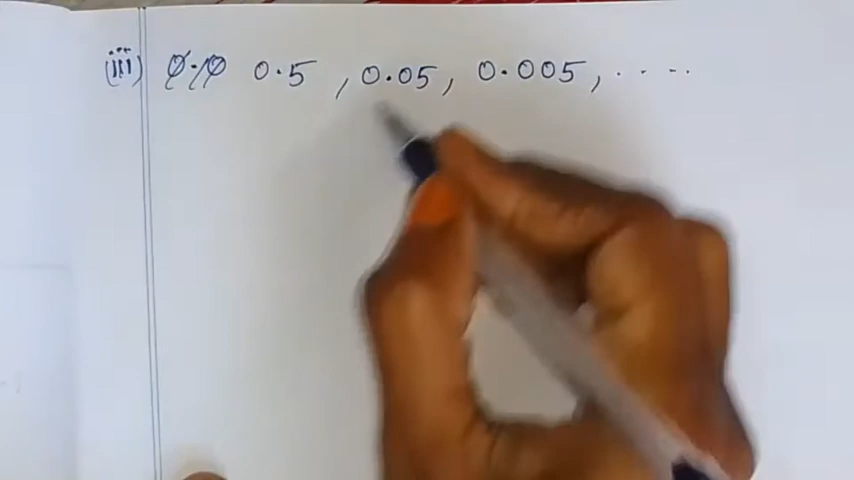 (iii) 0.5 , 0.05, 0.005, .....